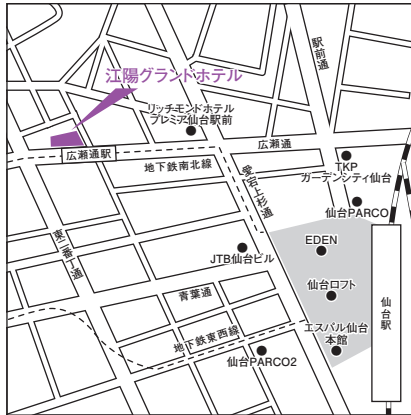 駅前通
江陽グランドホテル
リッチモンドホテル
プレミア仙台駅前
広瀬通駅
広瀬通
地下鉄南北線
愛宕上杉通
TKP
ガーデンシティ仙台
仙台PARCO
東二番丁通
EDEN
JTB仙台ビル
仙台ロフト
仙台駅
青葉通
地下鉄東西線
エスパル仙台
本館
仙台PARCO2